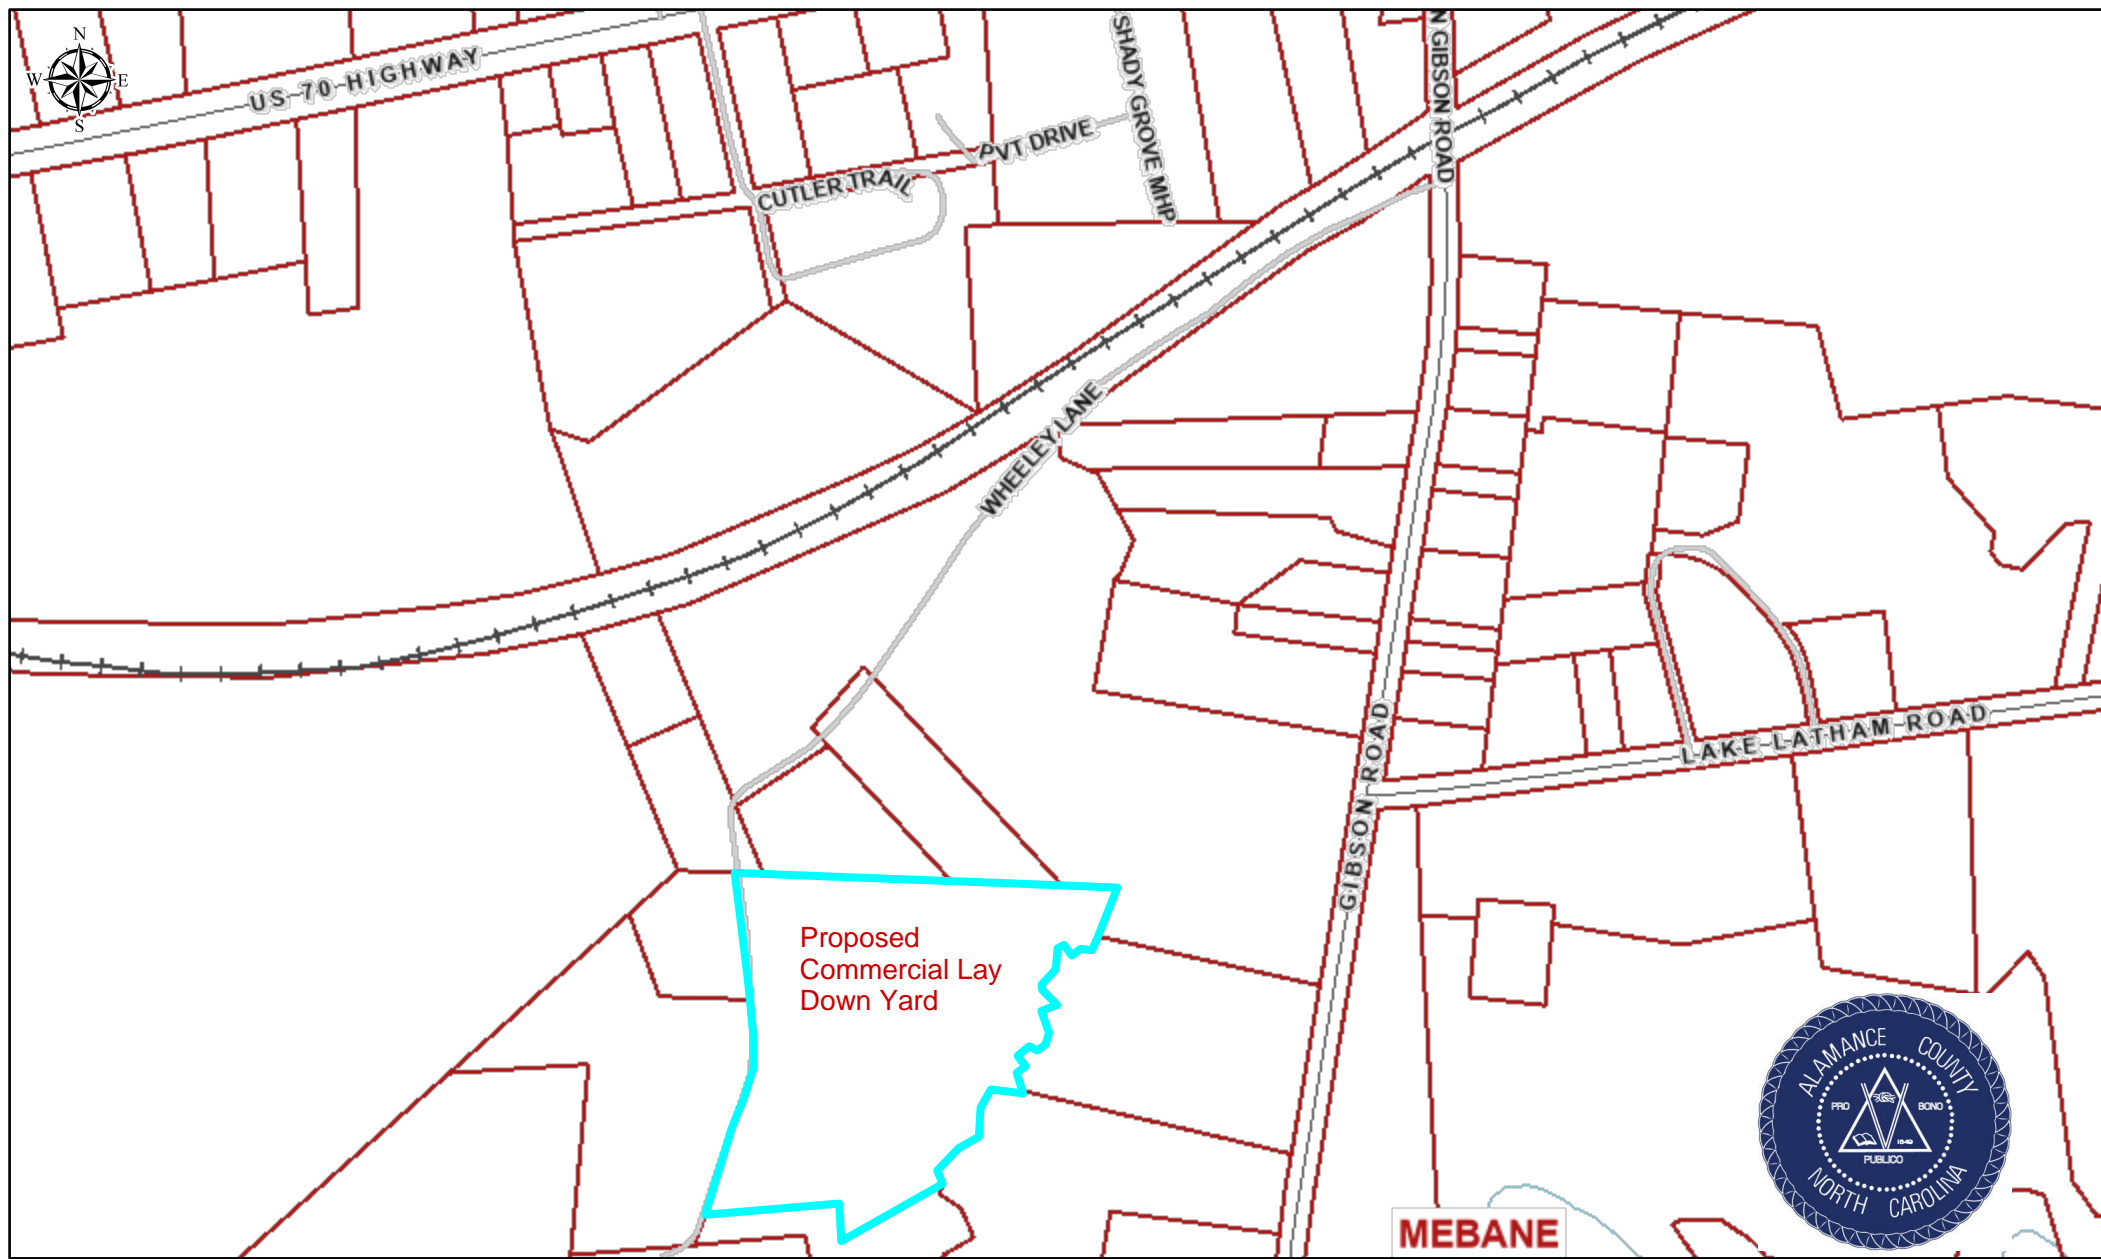 N
W E
S
US 70 HIGHWAY
SHADY GROVE MHP
N GIBSON ROAD
PVT DRIVE
CUTLER TRAIL
WHEELEY LANE
GIBSON ROAD
LAKE LATHAM ROAD
Proposed
Commercial Lay
Down Yard
ALAMANCE COUNTY
PRO BONO
1849
PUBLICO
NORTH CAROLINA
MEBANE